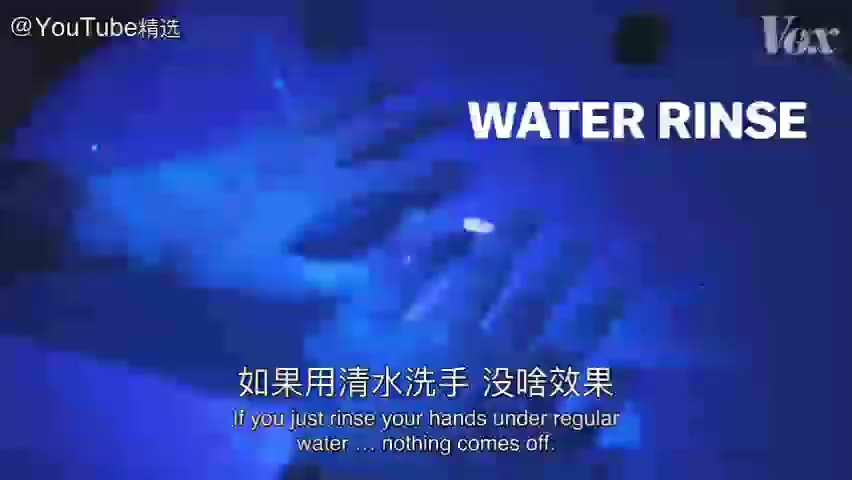 @YouTube精选
Vox
WATER RINSE
如果用清水洗手 没啥效果
If you just rinse your hands under regular
water ... nothing comes off.